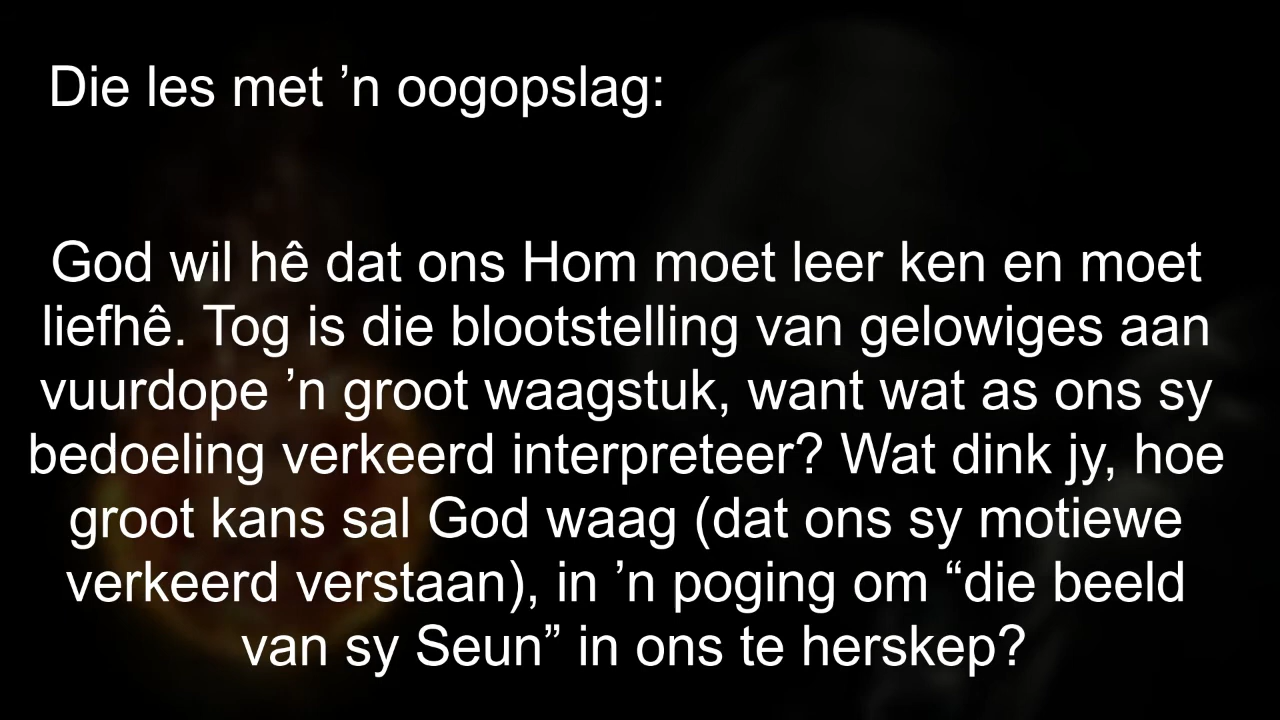 Die les met ’n oogopslag:
God wil hê dat ons Hom moet leer ken en moet
liefhê. Tog is die blootstelling van gelowiges aan
vuurdope ’n groot waagstuk, want wat as ons sy
bedoeling verkeerd interpreteer? Wat dink jy, hoe
groot kans sal God waag (dat ons sy motiewe
verkeerd verstaan), in ’n poging om “die beeld
van sy Seun” in ons te herskep?